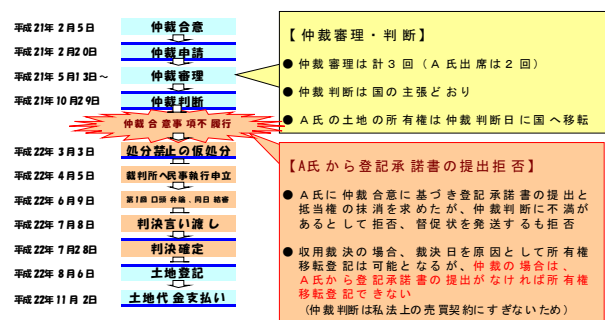 平成21年 2月5日 仲裁合意
平成21年 2月20日 仲裁申請
平成21年 5月13日～ 仲裁審理
平成21年 10月29日 仲裁判断
仲裁合意事項不履行
平成22年 3月3日 処分禁止の仮処分
平成22年 4月5日 裁判所へ民事執行申立
平成22年 6月9日 第1回 口頭弁論、同日 結審
平成22年 7月8日 判決言い渡し
平成22年 7月28日 判決確定
平成22年 8月6日 土地登記
平成22年 11月 2日 土地代金支払い
【仲裁審理・判断】
● 仲裁審理は計3回（A氏出席は2回）
● 仲裁判断は国の主張どおり
● A氏の土地の所有権は仲裁判断日に国へ移転
【A氏から登記承諾書の提出拒否】
● A氏に仲裁合意に基づき登記承諾書の提出と
抵当権の抹消を求めたが、仲裁判断に不満が
あるとして拒否、督促状を発送するも拒否
● 収用裁決の場合、裁決日を原因として所有権
移転登記は可能となるが、仲裁の場合は、
A氏から登記承諾書の提出がなければ所有権
移転登記できない
（仲裁判断は私法上の売買契約にすぎないため）